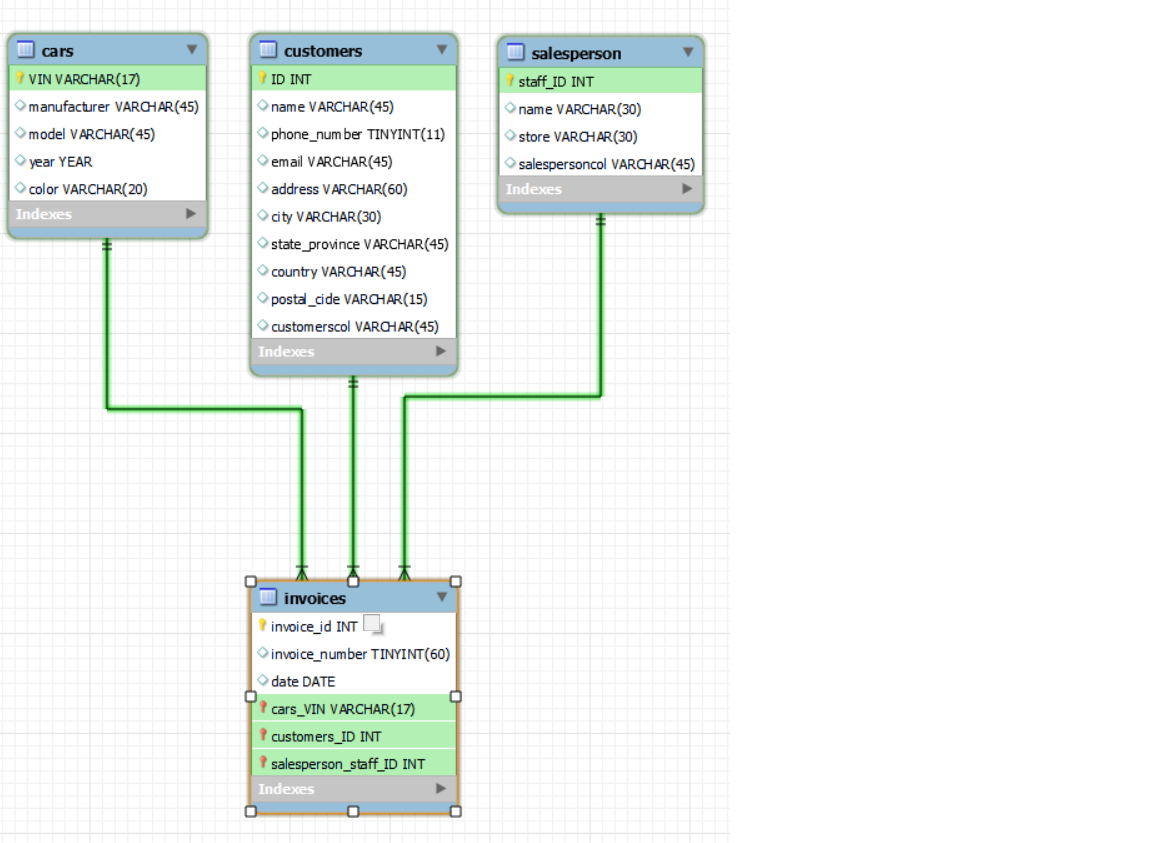 cars
VIN VARCHAR(17)
manufacturer VARCHAR(45)
model VARCHAR(45)
year YEAR
color VARCHAR(20)
Indexes
customers
ID INT
name VARCHAR(45)
phone_number TINYINT(11)
email VARCHAR(45)
address VARCHAR(60)
city VARCHAR(30)
state_province VARCHAR(45)
country VARCHAR(45)
postal_cide VARCHAR(15)
customerscol VARCHAR(45)
Indexes
salesperson
staff_ID INT
name VARCHAR(30)
store VARCHAR(30)
salespersoncol VARCHAR(45)
Indexes
invoices
invoice_id INT
invoice_number TINYINT(60)
date DATE
cars_VIN VARCHAR(17)
customers_ID INT
salesperson_staff_ID INT
Indexes